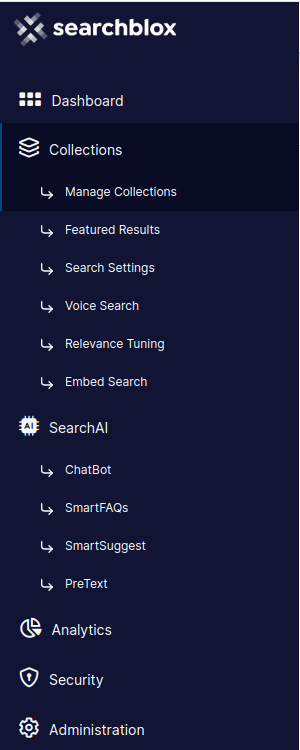 searchblox
Dashboard
Collections
Manage Collections
Featured Results
Search Settings
Voice Search
Relevance Tuning
Embed Search
AI SearchAI
ChatBot
SmartFAQs
SmartSuggest
PreText
Analytics
Security
Administration